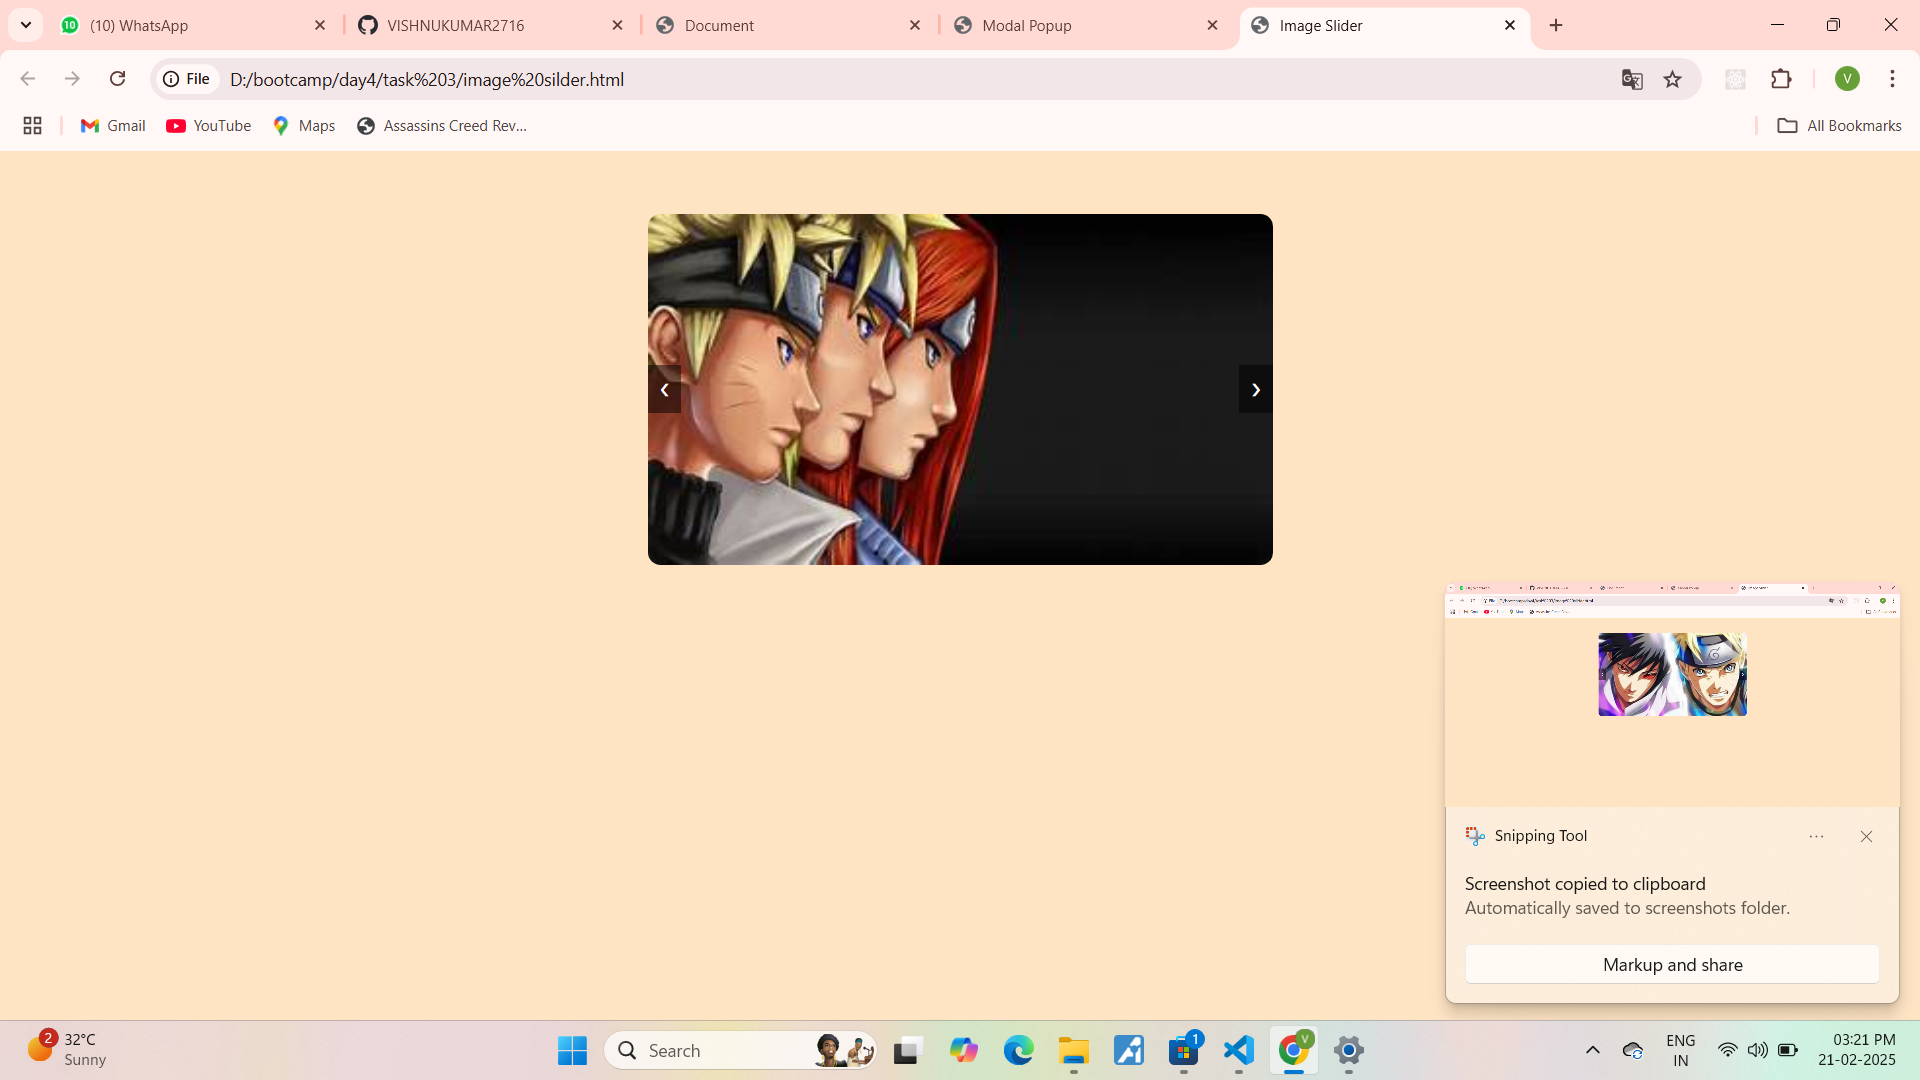 10 (10) WhatsApp
VISHNUKUMAR2716
Document
Modal Popup
Image Slider
File D:/bootcamp/day4/task%203/image%20silder.html
V
Gmail
YouTube
Maps
Assassins Creed Rev...
All Bookmarks
‹
›
Snipping Tool
Screenshot copied to clipboard
Automatically saved to screenshots folder.
Markup and share
2
32°C
Sunny
Search
1
V
ENG
IN
03:21 PM
21-02-2025